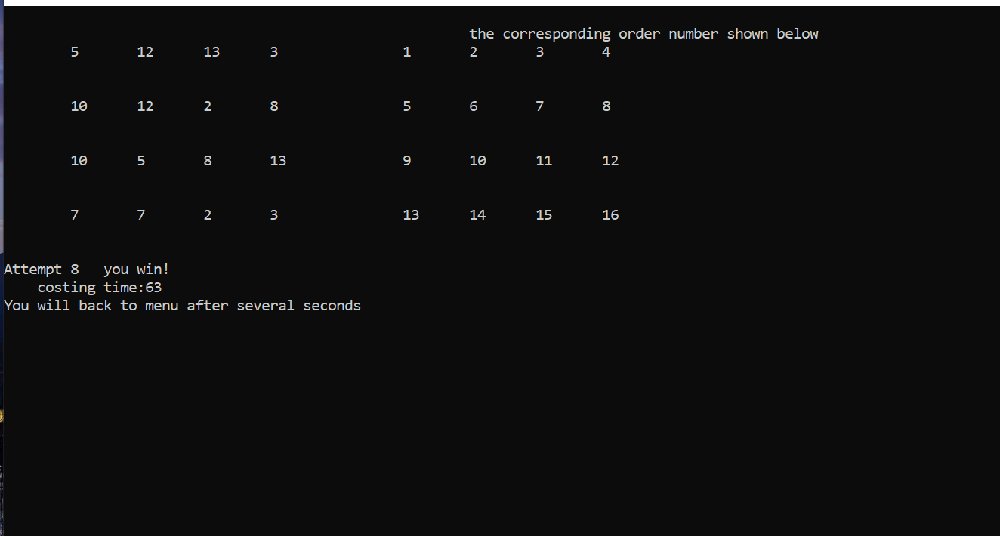 the corresponding order number shown below
5 12 13 3 1 2 3 4
10 12 2 8 5 6 7 8
10 5 8 13 9 10 11 12
7 7 2 3 13 14 15 16
Attempt 8 you win!
costing time:63
You will back to menu after several seconds